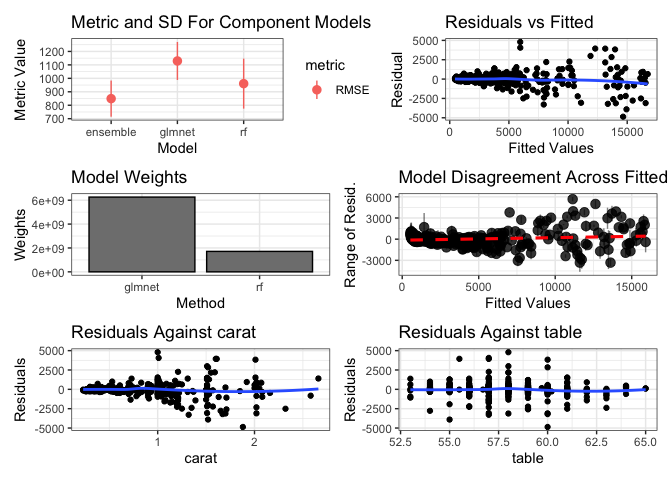 Metric and SD For Component Models
Metric Value
1200
1100
1000
900
800
700
ensemble glmnet rf
Model
metric
RMSE
Residuals vs Fitted
Residual
5000
2500
0
-2500
-5000
0 5000 10000 15000
Fitted Values
Model Weights
Weights
6e+09
4e+09
2e+09
0e+00
glmnet rf
Method
Model Disagreement Across Fitted
Range of Resid.
6000
3000
0
-3000
0 5000 10000 15000
Fitted Values
Residuals Against carat
Residuals
5000
2500
0
-2500
-5000
1 2
carat
Residuals Against table
Residuals
5000
2500
0
-2500
-5000
52.5 55.0 57.5 60.0 62.5 65.0
table